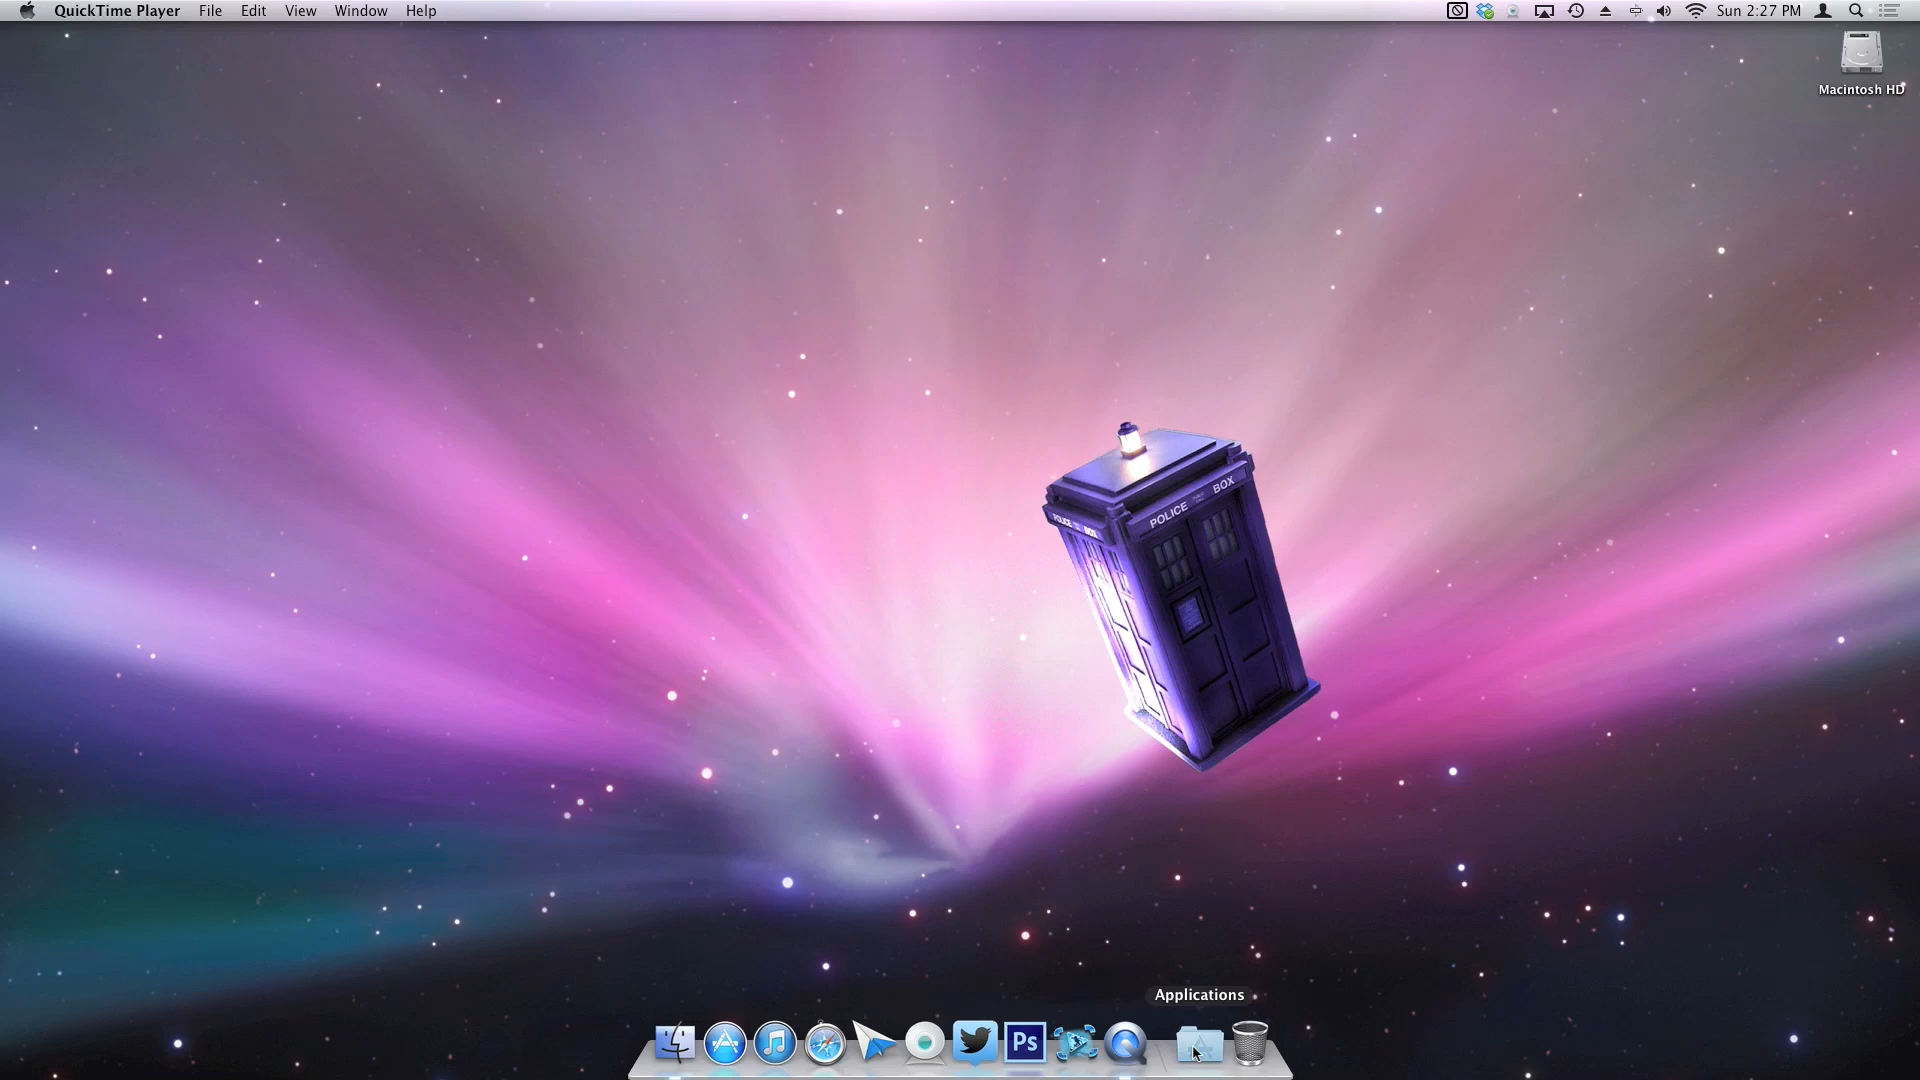 QuickTime Player File Edit View Window Help Sun 2:27 PM
Macintosh HD
POLICE BOX
POLICE BOX
Applications
Ps